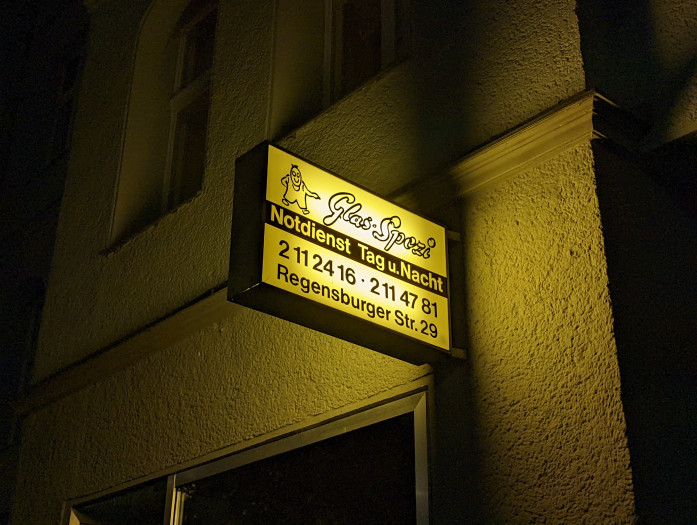 Glas-Spezi
Notdienst Tag u. Nacht
2 11 24 16 · 2 11 47 81
Regensburger Str. 29